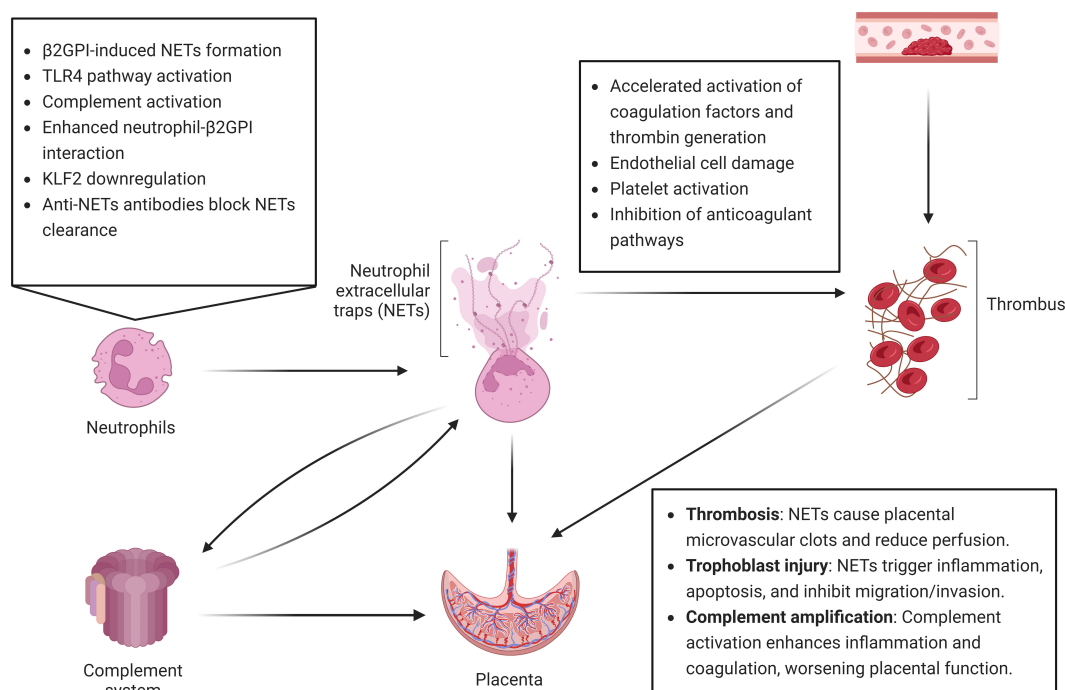 • β2GPI-induced NETs formation
• TLR4 pathway activation
• Complement activation
• Enhanced neutrophil-β2GPI
interaction
• KLF2 downregulation
• Anti-NETs antibodies block NETs
clearance
• Accelerated activation of
coagulation factors and
thrombin generation
• Endothelial cell damage
• Platelet activation
• Inhibition of anticoagulant
pathways
Neutrophil
extracellular
traps (NETs)
Thrombus
Neutrophils
• Thrombosis: NETs cause placental
microvascular clots and reduce perfusion.
• Trophoblast injury: NETs trigger inflammation,
apoptosis, and inhibit migration/invasion.
• Complement amplification: Complement
activation enhances inflammation and
coagulation, worsening placental function.
Complement
system
Placenta